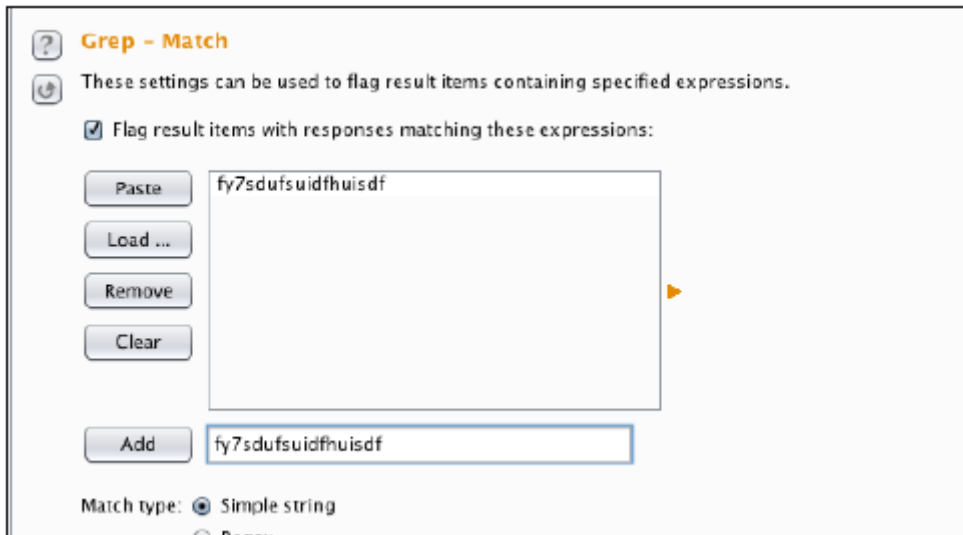 Grep - Match
These settings can be used to flag result items containing specified expressions.
Flag result items with responses matching these expressions:
Paste
fy7sdufsuidfhuisdf
Load ...
Remove
Clear
Add
fy7sdufsuidfhuisdf
Match type:
Simple string